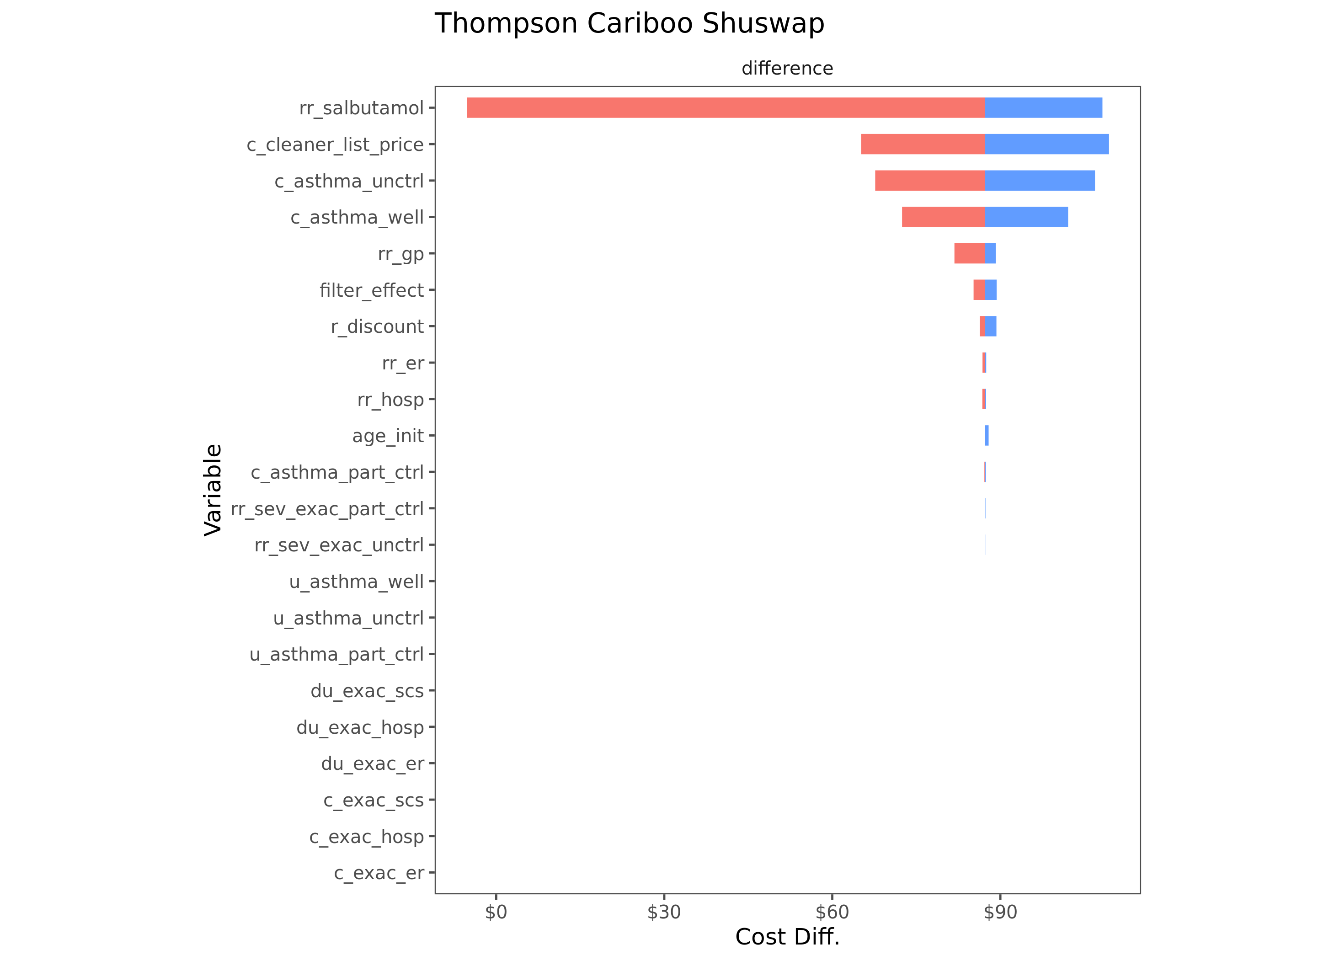 Thompson Cariboo Shuswap
difference
rr_salbutamol
c_cleaner_list_price
c_asthma_unctrl
c_asthma_well
rr_gp
filter_effect
r_discount
rr_er
rr_hosp
age_init
c_asthma_part_ctrl
rr_sev_exac_part_ctrl
rr_sev_exac_unctrl
u_asthma_well
u_asthma_unctrl
u_asthma_part_ctrl
du_exac_scs
du_exac_hosp
du_exac_er
c_exac_scs
c_exac_hosp
c_exac_er
Variable
$0 $30 $60 $90
Cost Diff.